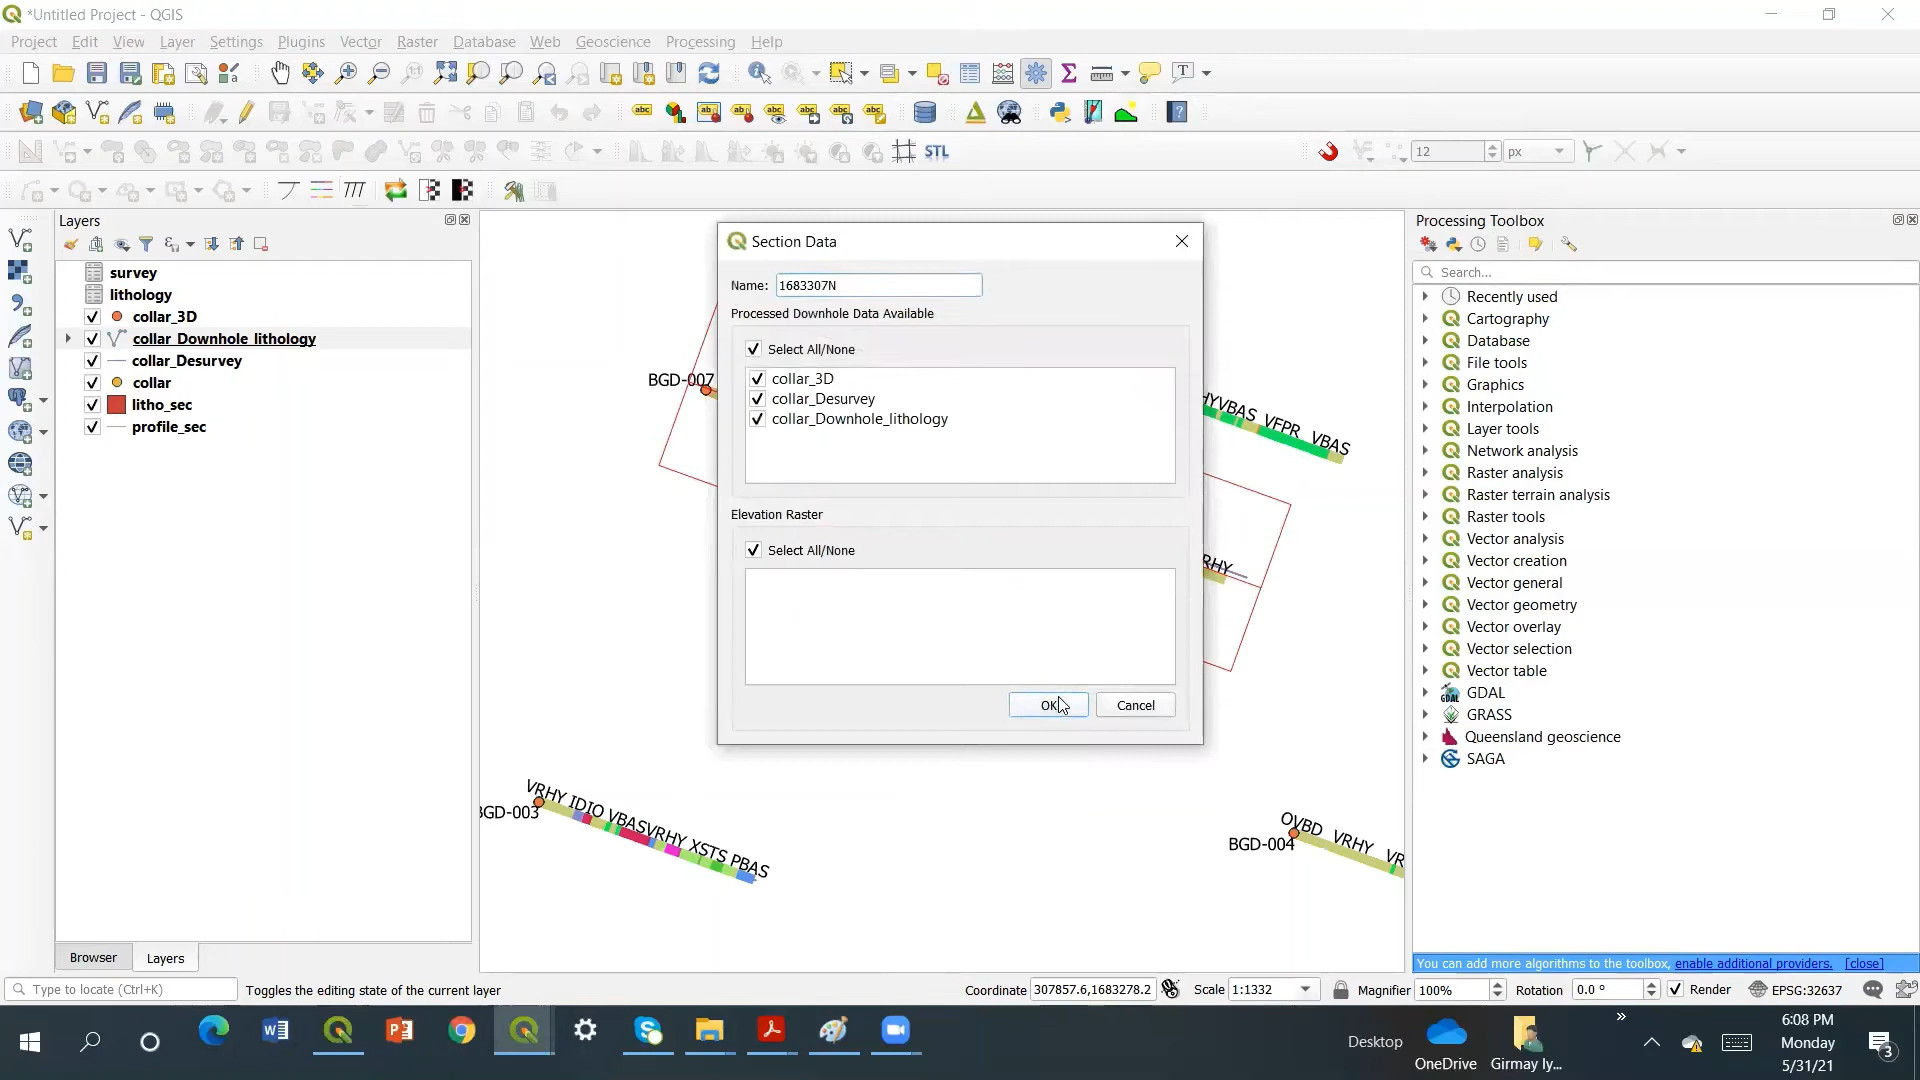 *Untitled Project - QGIS
Project Edit View Layer Settings Plugins Vector Raster Database Web Geoscience Processing Help
STL
12 px
Layers
survey
lithology
collar_3D
collar_Downhole_lithology
collar_Desurvey
collar
litho_sec
profile_sec
Browser
Layers
BGD-007
HYVBAS VFPR VBAS
RHY
VRHY IDIO VBASVRHY XSTS PBAS
BGD-003
OVBD VRHY VR
BGD-004
Section Data
Name: 1683307N
Processed Downhole Data Available
Select All/None
collar_3D
collar_Desurvey
collar_Downhole_lithology
Elevation Raster
Select All/None
OK
Cancel
Processing Toolbox
Search...
Recently used
Cartography
Database
File tools
Graphics
Interpolation
Layer tools
Network analysis
Raster analysis
Raster terrain analysis
Raster tools
Vector analysis
Vector creation
Vector general
Vector geometry
Vector overlay
Vector selection
Vector table
GDAL
GRASS
Queensland geoscience
SAGA
You can add more algorithms to the toolbox, enable additional providers. [close]
Type to locate (Ctrl+K)
Toggles the editing state of the current layer
Coordinate 307857.6,1683278.2 Scale 1:1332 Magnifier 100% Rotation 0.0 ° Render EPSG:32637
Desktop
OneDrive
Girmay ly...
6:08 PM
Monday
5/31/21
3